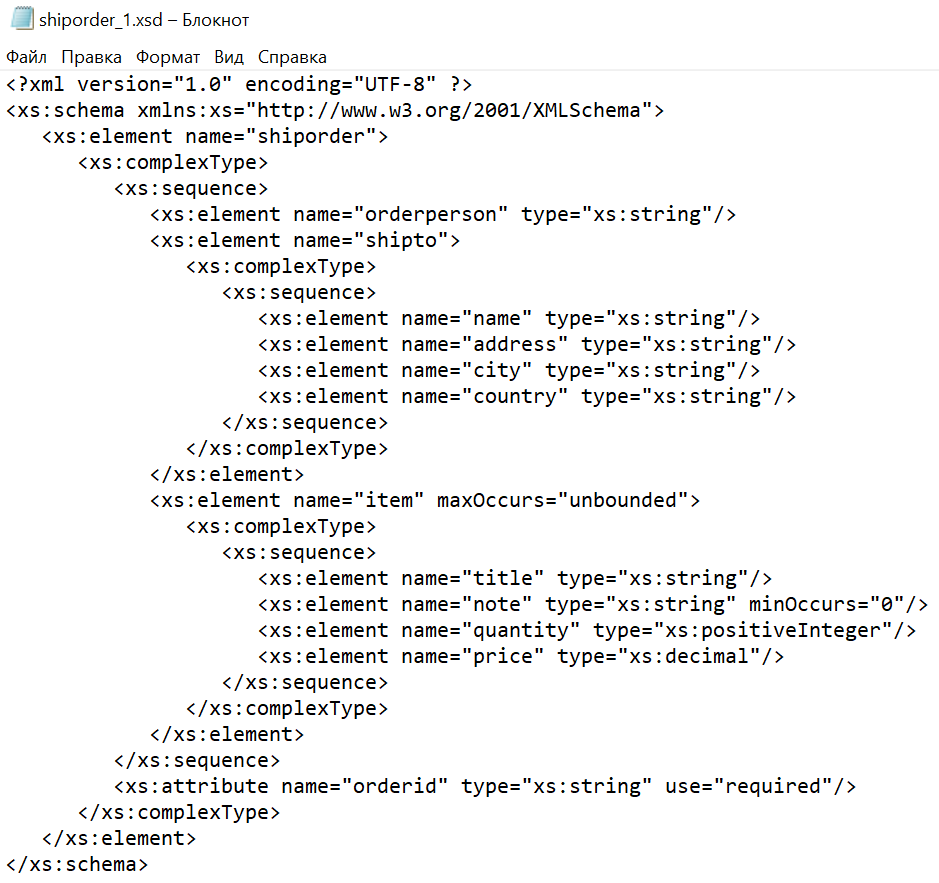 shiporder_1.xsd – Блокнот
Файл Правка Формат Вид Справка
<?xml version="1.0" encoding="UTF-8" ?>
<xs:schema xmlns:xs="http://www.w3.org/2001/XMLSchema">
   <xs:element name="shiporder">
      <xs:complexType>
         <xs:sequence>
            <xs:element name="orderperson" type="xs:string"/>
            <xs:element name="shipto">
               <xs:complexType>
                  <xs:sequence>
                     <xs:element name="name" type="xs:string"/>
                     <xs:element name="address" type="xs:string"/>
                     <xs:element name="city" type="xs:string"/>
                     <xs:element name="country" type="xs:string"/>
                  </xs:sequence>
               </xs:complexType>
            </xs:element>
            <xs:element name="item" maxOccurs="unbounded">
               <xs:complexType>
                  <xs:sequence>
                     <xs:element name="title" type="xs:string"/>
                     <xs:element name="note" type="xs:string" minOccurs="0"/>
                     <xs:element name="quantity" type="xs:positiveInteger"/>
                     <xs:element name="price" type="xs:decimal"/>
                  </xs:sequence>
               </xs:complexType>
            </xs:element>
         </xs:sequence>
         <xs:attribute name="orderid" type="xs:string" use="required"/>
      </xs:complexType>
   </xs:element>
</xs:schema>